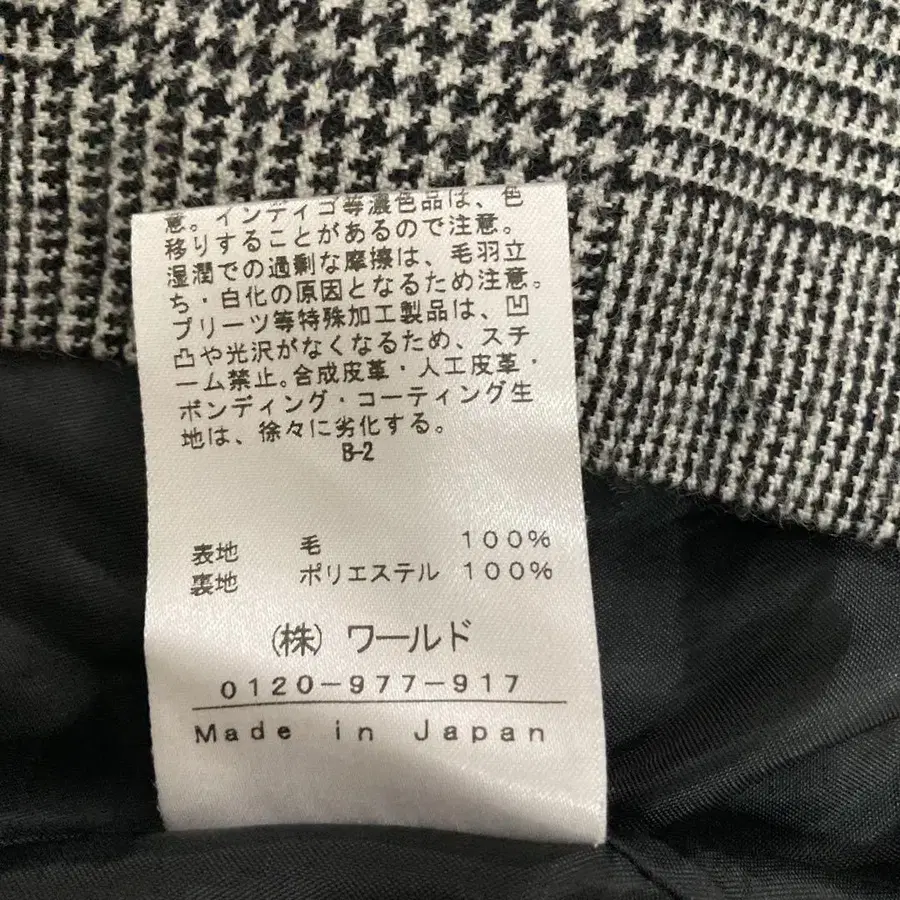 意。インディゴ等濃色品は、色
移りすることがあるので注意。
湿潤での過剰な摩擦は、毛羽立
ち・白化の原因となるため注意。
プリーツ等特殊加工製品は、凹
凸や光沢がなくなるため、スチ
ーム禁止。合成皮革・人工皮革・
ボンディング・コーティング生
地は、徐々に劣化する。
B-2
表地 毛 100%
裏地 ポリエステル 100%
(株) ワールド
0120-977-917
Made in Japan